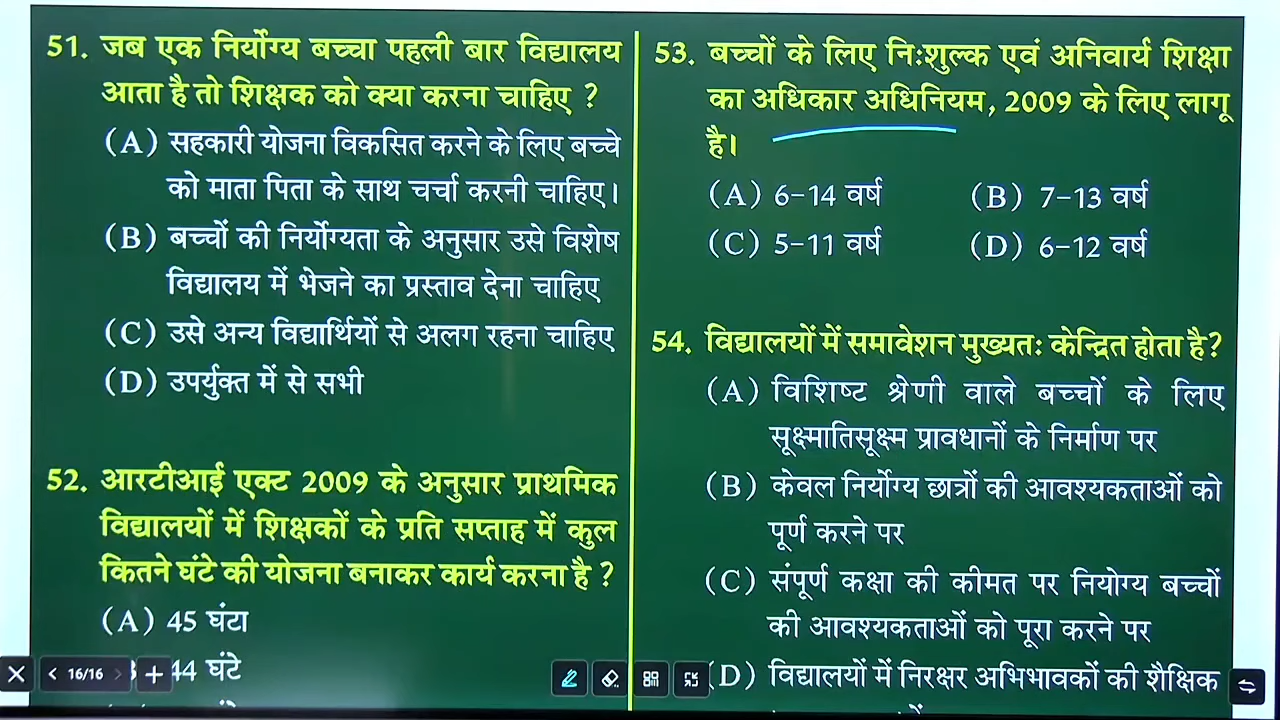 51. जब एक निर्योग्य बच्चा पहली बार विद्यालय
आता है तो शिक्षक को क्या करना चाहिए ?
(A) सहकारी योजना विकसित करने के लिए बच्चे
को माता पिता के साथ चर्चा करनी चाहिए।
(B) बच्चों की निर्योग्यता के अनुसार उसे विशेष
विद्यालय में भेजने का प्रस्ताव देना चाहिए
(C) उसे अन्य विद्यार्थियों से अलग रहना चाहिए
(D) उपर्युक्त में से सभी
52. आरटीआई एक्ट 2009 के अनुसार प्राथमिक
विद्यालयों में शिक्षकों के प्रति सप्ताह में कुल
कितने घंटे की योजना बनाकर कार्य करना है ?
(A) 45 घंटा
44 घंटे
16/16
53. बच्चों के लिए नि:शुल्क एवं अनिवार्य शिक्षा
का अधिकार अधिनियम, 2009 के लिए लागू
है।
(A) 6-14 वर्ष (B) 7-13 वर्ष
(C) 5-11 वर्ष (D) 6-12 वर्ष
54. विद्यालयों में समावेशन मुख्यत: केन्द्रित होता है?
(A) विशिष्ट श्रेणी वाले बच्चों के लिए
सूक्ष्मातिसूक्ष्म प्रावधानों के निर्माण पर
(B) केवल निर्योग्य छात्रों की आवश्यकताओं को
पूर्ण करने पर
(C) संपूर्ण कक्षा की कीमत पर नियोग्य बच्चों
की आवश्यकताओं को पूरा करने पर
D) विद्यालयों में निरक्षर अभिभावकों की शैक्षिक